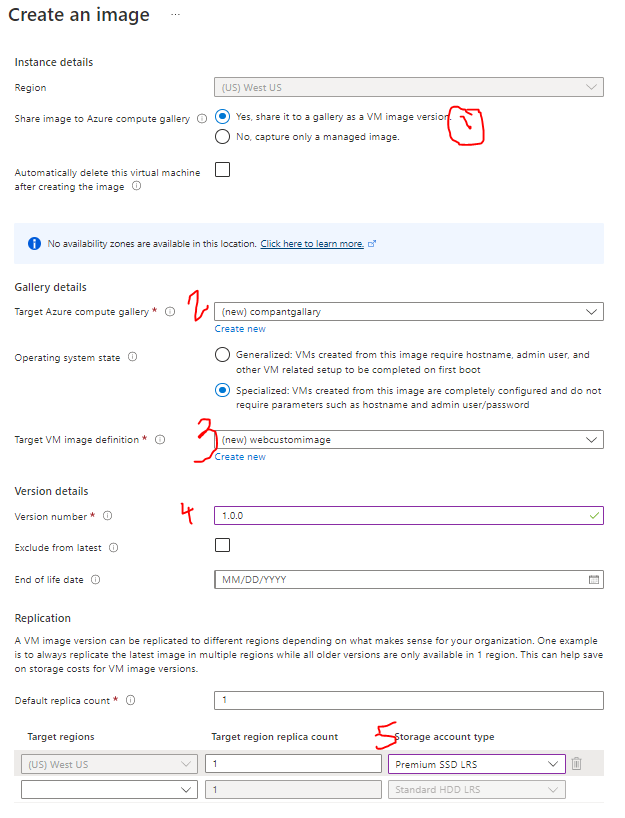 Create an image ...
Instance details
Region
(US) West US
Share image to Azure compute gallery
Yes, share it to a gallery as a VM image version.
No, capture only a managed image.
Automatically delete this virtual machine
after creating the image
No availability zones are available in this location. Click here to learn more.
Gallery details
2
Target Azure compute gallery *
(new) compantgallary
Create new
Operating system state
Generalized: VMs created from this image require hostname, admin user, and
other VM related setup to be completed on first boot
Specialized: VMs created from this image are completely configured and do not
require parameters such as hostname and admin user/password
3
Target VM image definition *
(new) webcustomimage
Create new
Version details
4
Version number *
1.0.0
Exclude from latest
End of life date
MM/DD/YYYY
Replication
A VM image version can be replicated to different regions depending on what makes sense for your organization. One example
is to always replicate the latest image in multiple regions while all older versions are only available in 1 region. This can help save
on storage costs for VM image versions.
Default replica count *
1
5
Target regions Target region replica count Storage account type
(US) West US 1 Premium SSD LRS
1 Standard HDD LRS